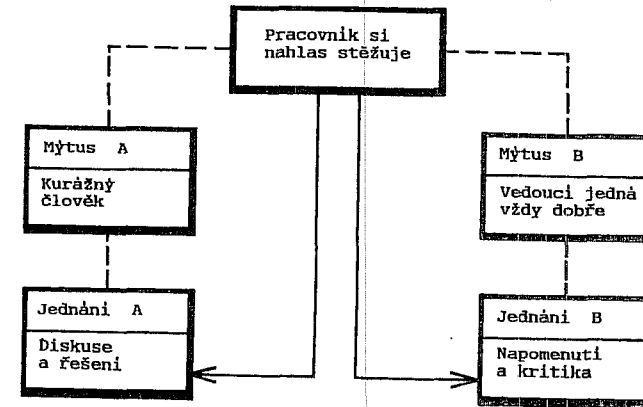 Pracovník si
nahlas stěžuje
Mýtus A
Kurážný
člověk
Mýtus B
Vedoucí jedná
vždy dobře
Jednání A
Diskuse
a řešení
Jednání B
Napomenutí
a kritika